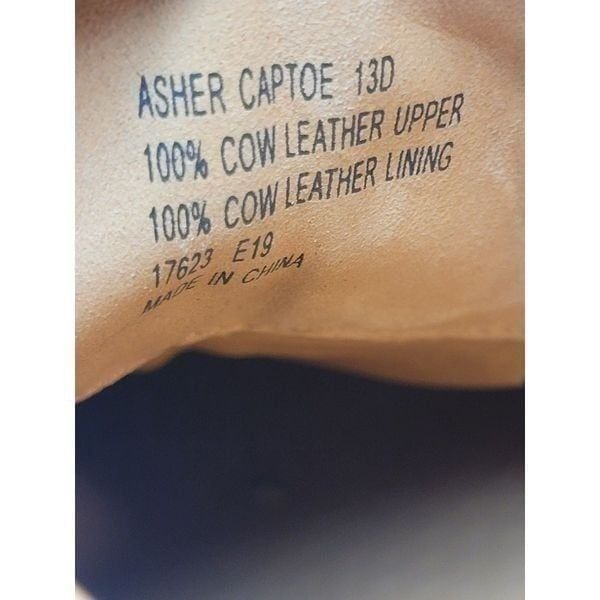 ASHER CAPTOE 13D
100% COW LEATHER UPPER
100% COW LEATHER LINING
17623 E19
MADE IN CHINA